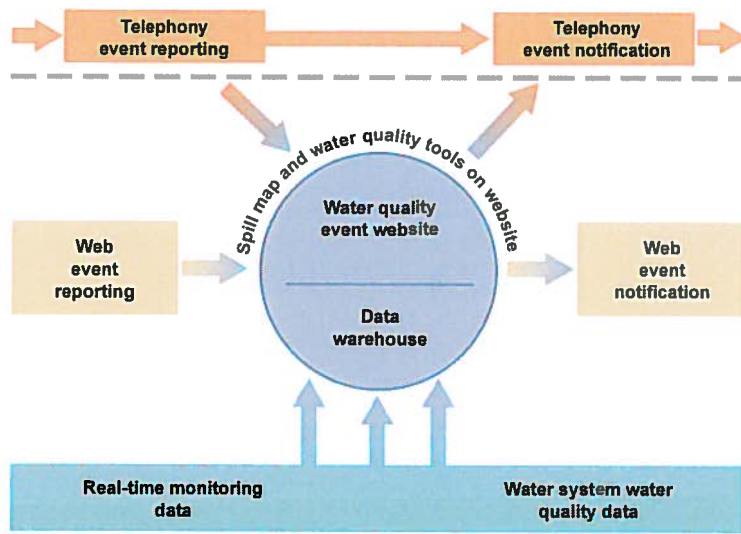 Telephony
event reporting
Telephony
event notification
Spill map and water quality tools on website
Water quality
event website
Web
event
reporting
Web
event
notification
Data
warehouse
Real-time monitoring
data
Water system water
quality data